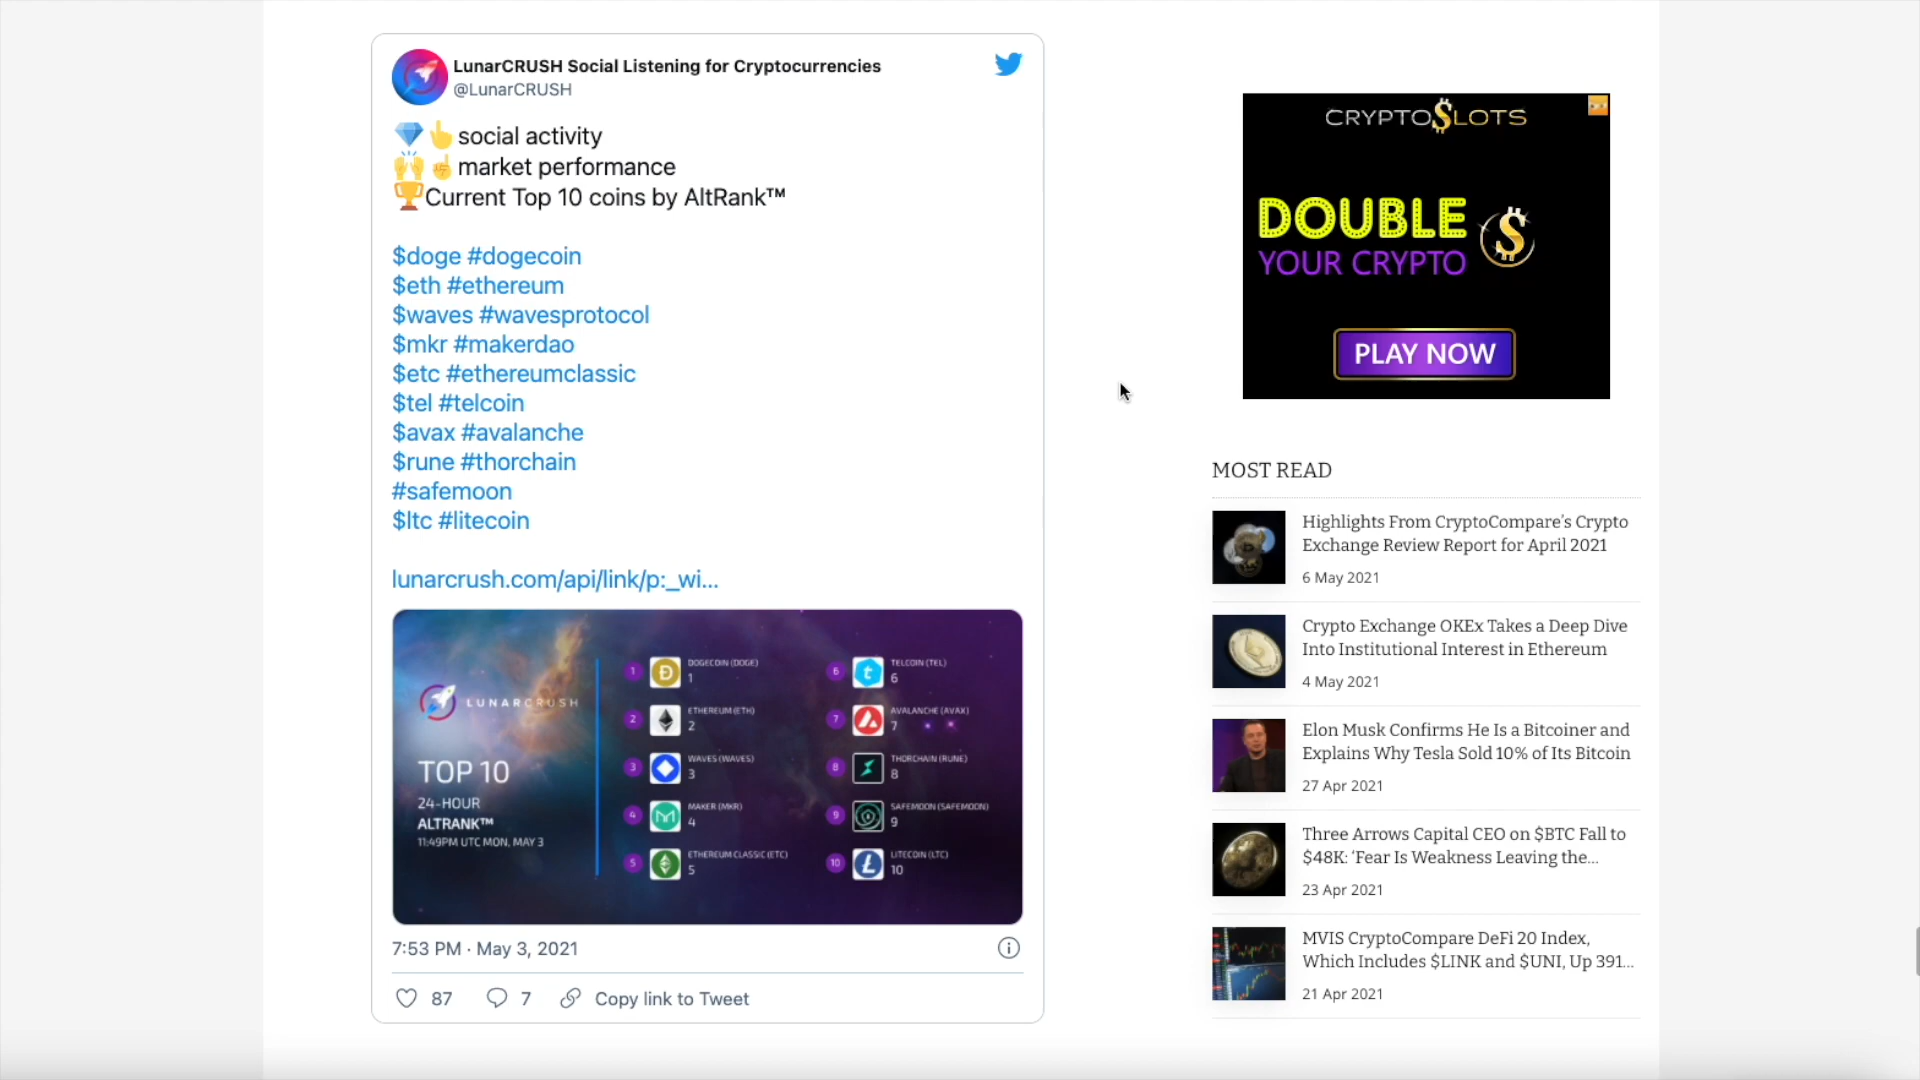 LunarCRUSH Social Listening for Cryptocurrencies
@LunarCRUSH
💎👆social activity
🙌☝️market performance
🏆Current Top 10 coins by AltRank™
$doge #dogecoin
$eth #ethereum
$waves #wavesprotocol
$mkr #makerdao
$etc #ethereumclassic
$tel #telcoin
$avax #avalanche
$rune #thorchain
#safemoon
$ltc #litecoin
lunarcrush.com/api/link/p:_wi...
LUNARCRUSH
TOP 10
24-HOUR
ALTRANK™
11:49PM UTC MON, MAY 3
1 DOGECOIN (DOGE)
1
2 ETHEREUM (ETH)
2
3 WAVES (WAVES)
3
4 MAKER (MKR)
4
5 ETHEREUM CLASSIC (ETC)
5
6 TELCOIN (TEL)
6
7 AVALANCHE (AVAX)
7
8 THORCHAIN (RUNE)
8
9 SAFEMOON (SAFEMOON)
9
10 LITECOIN (LTC)
10
7:53 PM · May 3, 2021
87 7 Copy link to Tweet
CRYPTO$LOTS
DOUBLE
YOUR CRYPTO
$
PLAY NOW
MOST READ
Highlights From CryptoCompare's Crypto
Exchange Review Report for April 2021
6 May 2021
Crypto Exchange OKEx Takes a Deep Dive
Into Institutional Interest in Ethereum
4 May 2021
Elon Musk Confirms He Is a Bitcoiner and
Explains Why Tesla Sold 10% of Its Bitcoin
27 Apr 2021
Three Arrows Capital CEO on $BTC Fall to
$48K: 'Fear Is Weakness Leaving the...
23 Apr 2021
MVIS CryptoCompare DeFi 20 Index,
Which Includes $LINK and $UNI, Up 391...
21 Apr 2021